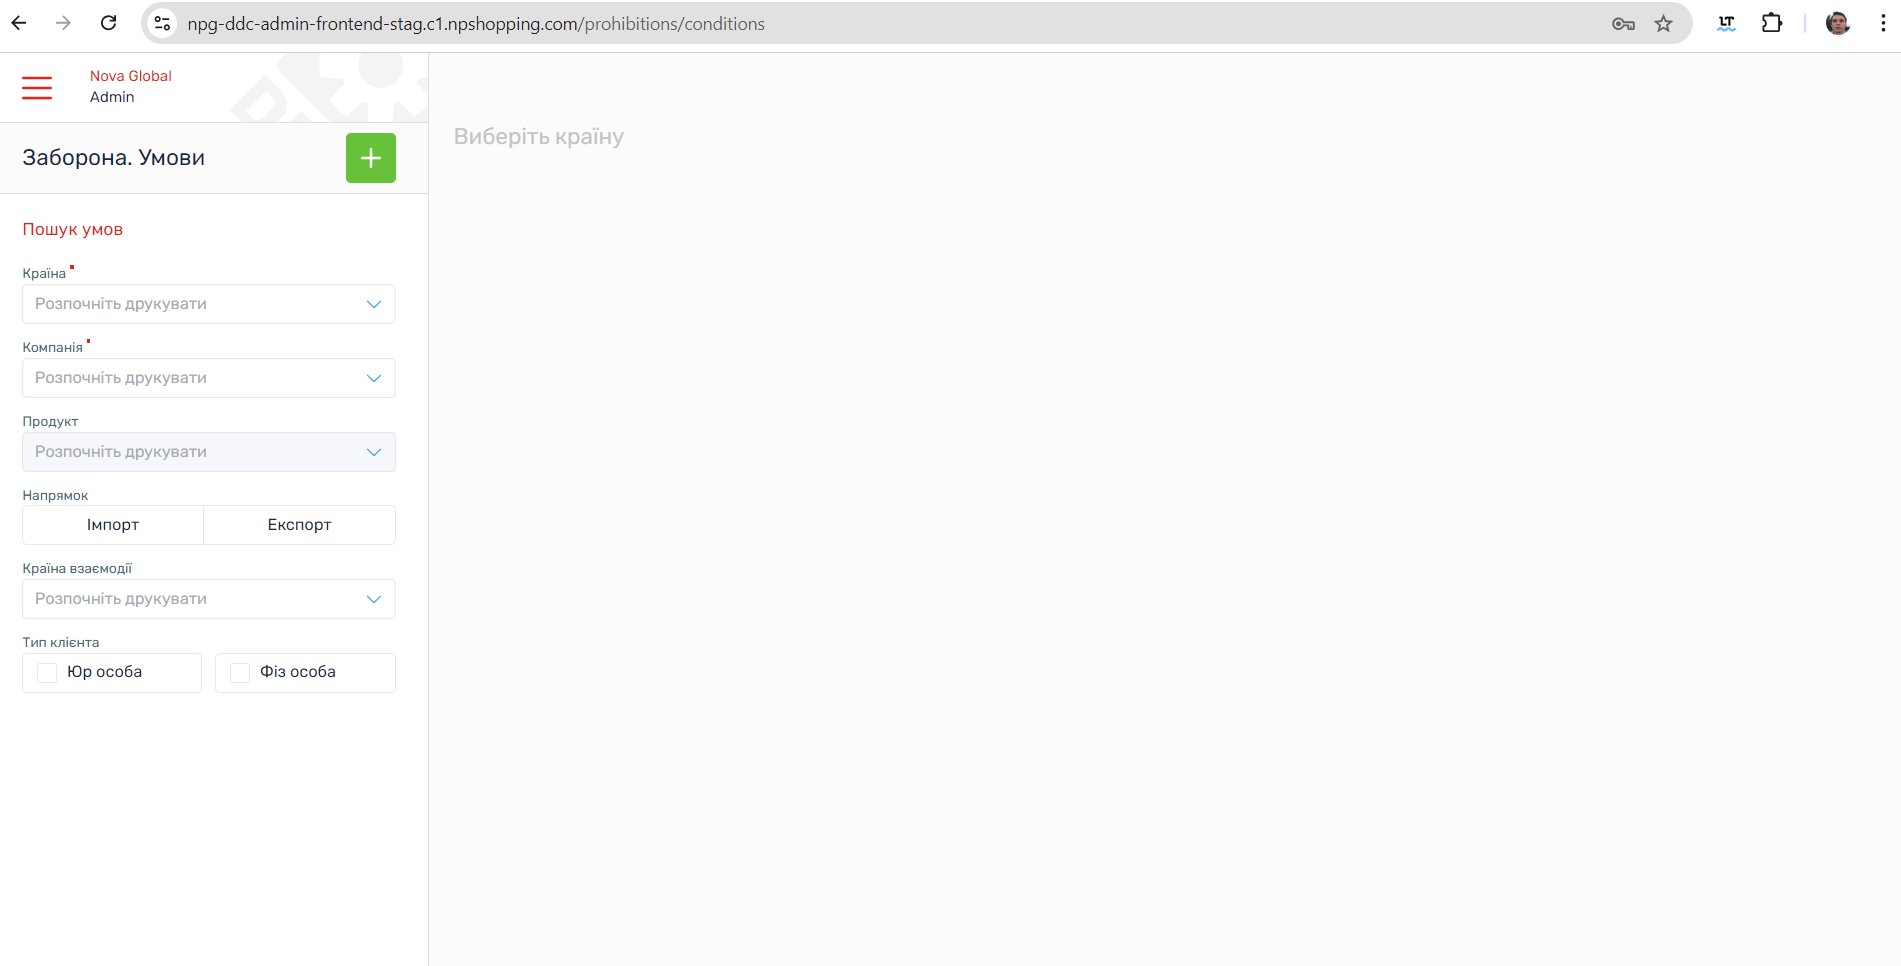 npg-ddc-admin-frontend-stag.c1.npshopping.com/prohibitions/conditions
LT
Nova Global
Admin
Заборона. Умови
Виберіть країну
Пошук умов
Країна
Розпочніть друкувати
Компанія
Розпочніть друкувати
Продукт
Розпочніть друкувати
Напрямок
Імпорт Експорт
Країна взаємодії
Розпочніть друкувати
Тип клієнта
Юр особа Фіз особа